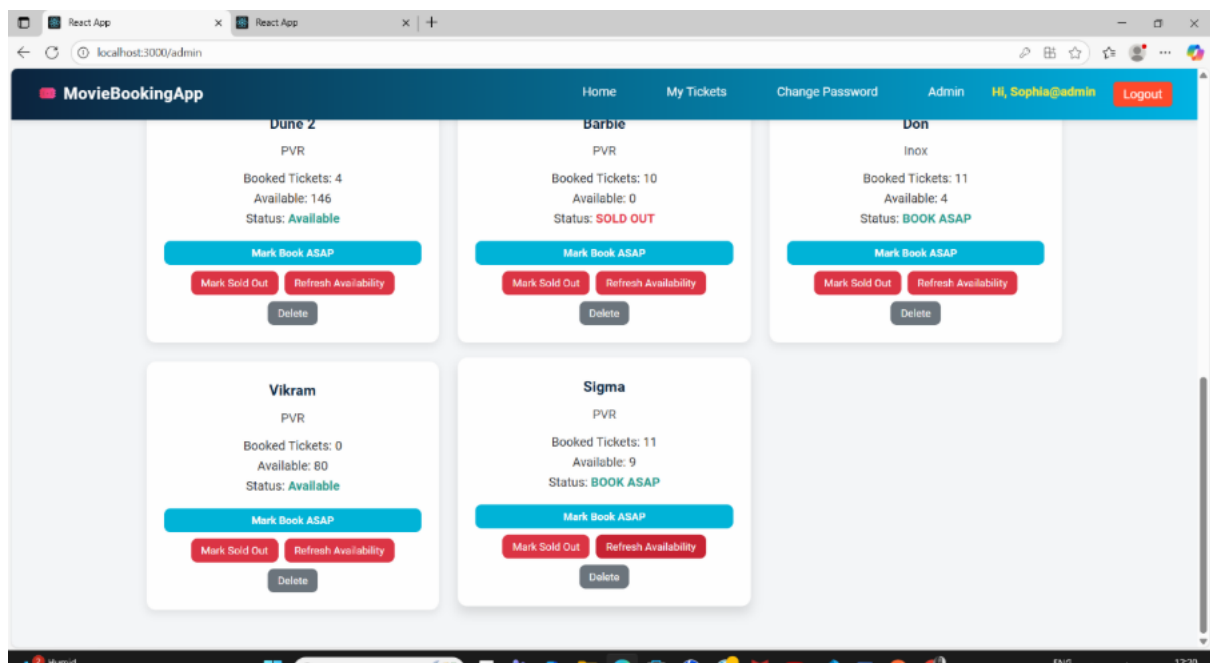 React App
React App
localhost:3000/admin
MovieBookingApp
Home
My Tickets
Change Password
Admin
Hi, Sophia@admin
Logout
Dune 2
PVR
Booked Tickets: 4
Available: 146
Status: Available
Mark Book ASAP
Mark Sold Out
Refresh Availability
Delete
Barbie
PVR
Booked Tickets: 10
Available: 0
Status: SOLD OUT
Mark Book ASAP
Mark Sold Out
Refresh Availability
Delete
Don
Inox
Booked Tickets: 11
Available: 4
Status: BOOK ASAP
Mark Book ASAP
Mark Sold Out
Refresh Availability
Delete
Vikram
PVR
Booked Tickets: 0
Available: 80
Status: Available
Mark Book ASAP
Mark Sold Out
Refresh Availability
Delete
Sigma
PVR
Booked Tickets: 11
Available: 9
Status: BOOK ASAP
Mark Book ASAP
Mark Sold Out
Refresh Availability
Delete
2
Humid
ENG